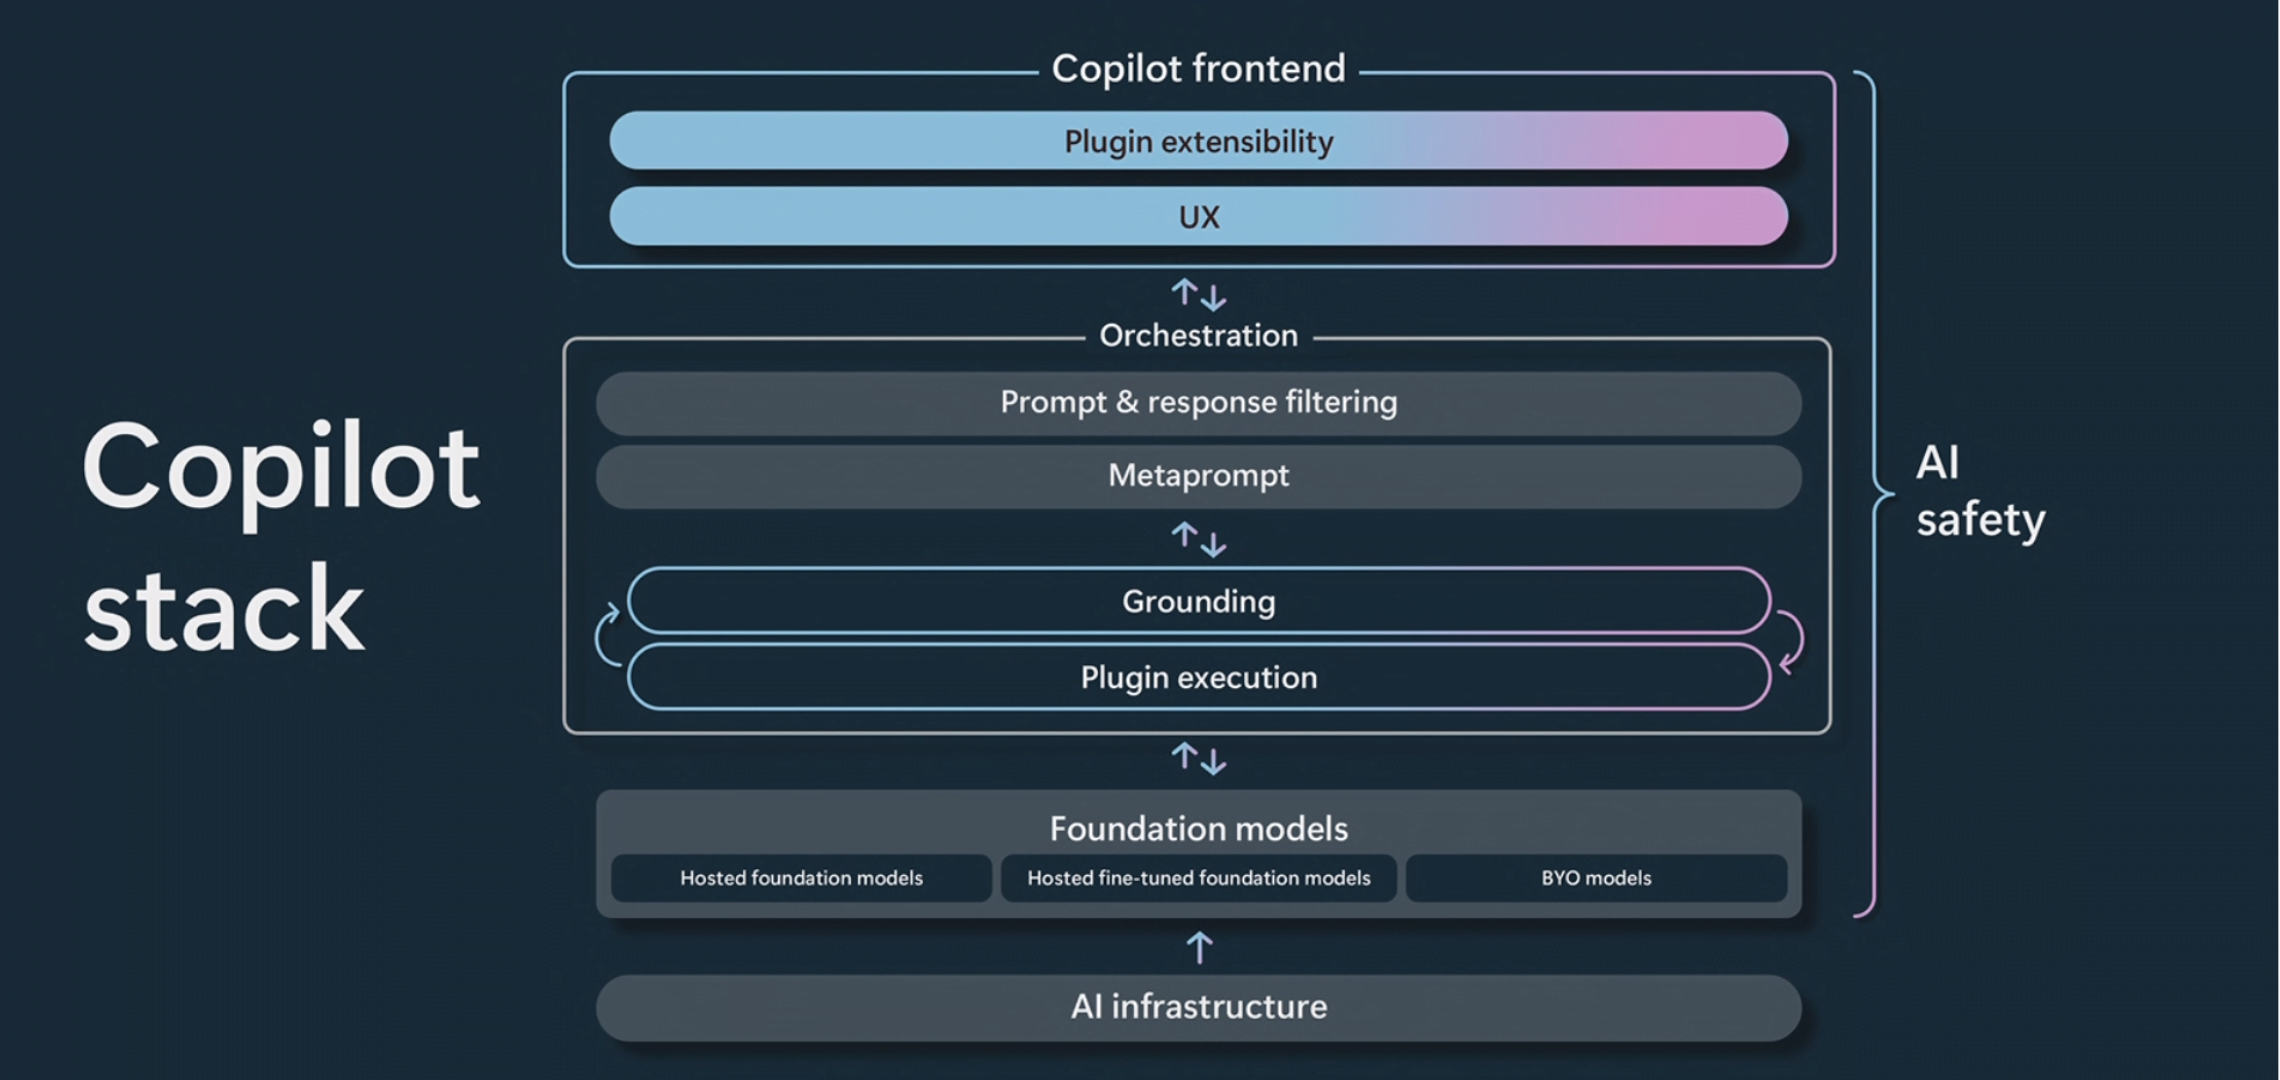 Copilot
stack
Copilot frontend
Plugin extensibility
UX
Orchestration
Prompt & response filtering
Metaprompt
Grounding
Plugin execution
Foundation models
Hosted foundation models
Hosted fine-tuned foundation models
BYO models
AI infrastructure
AI
safety